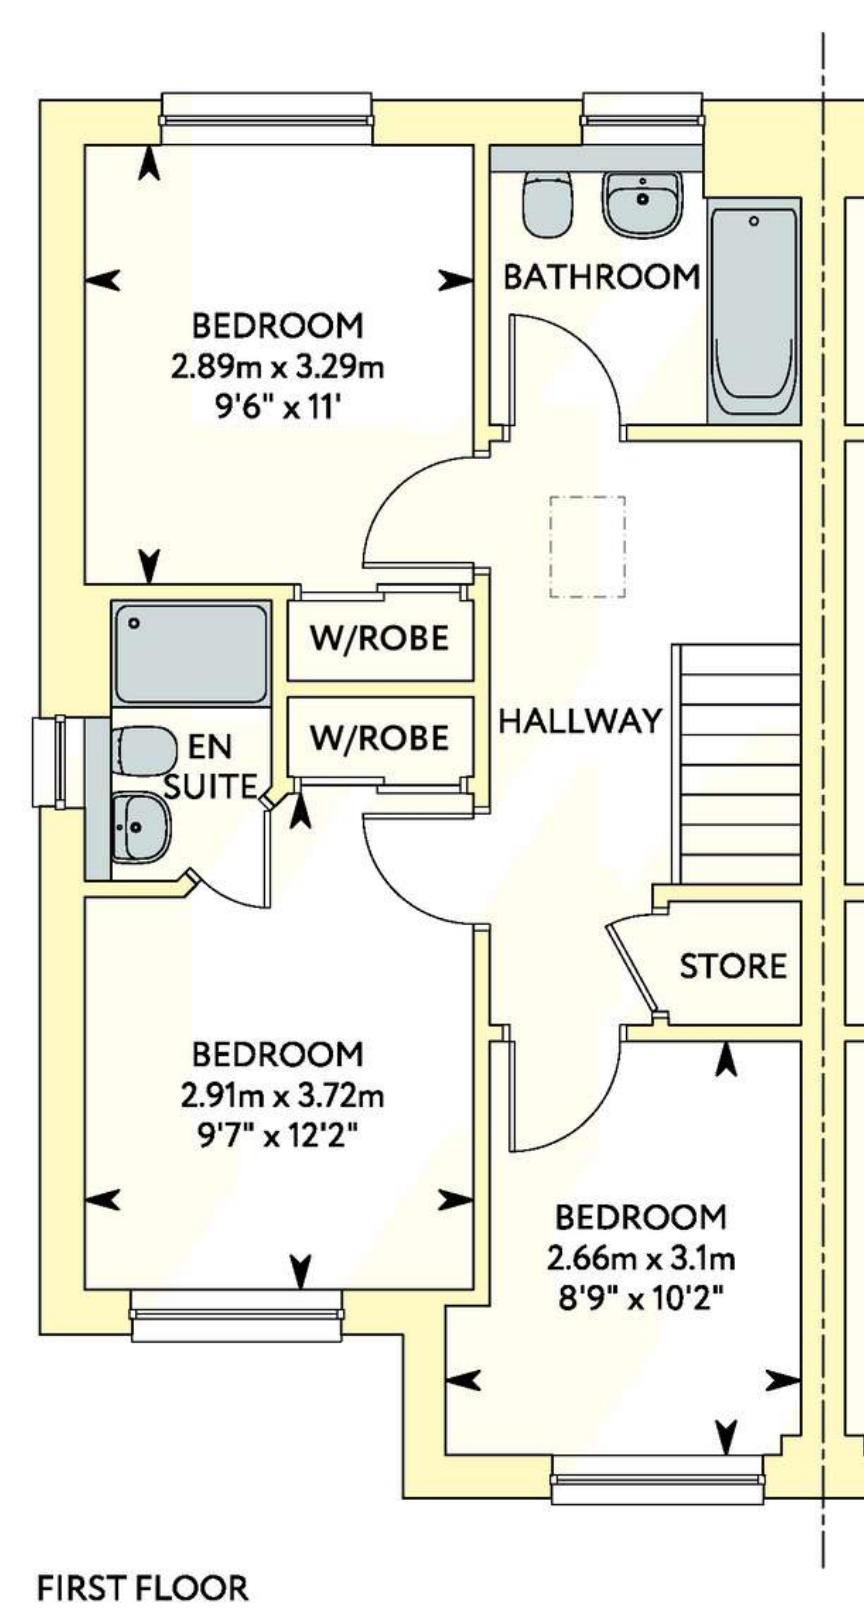 BATHROOM
BEDROOM
2.89m x 3.29m
9'6" x 11'
W/ROBE
W/ROBE
HALLWAY
EN
SUITE
STORE
BEDROOM
2.91m x 3.72m
9'7" x 12'2"
BEDROOM
2.66m x 3.1m
8'9" x 10'2"
FIRST FLOOR